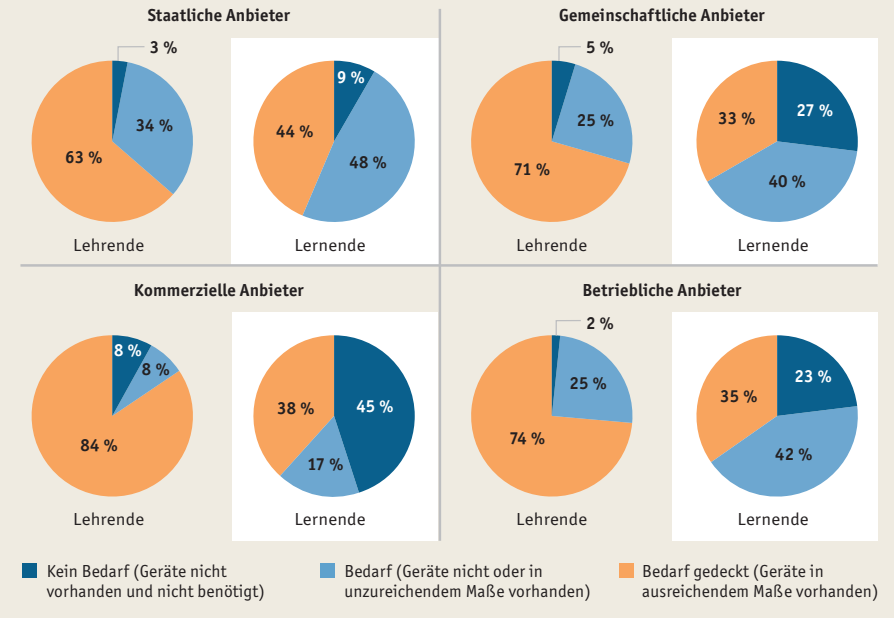 Staatliche Anbieter
3 %
34 %
63 %
Lehrende
9 %
48 %
44 %
Lernende
Gemeinschaftliche Anbieter
5 %
25 %
71 %
Lehrende
27 %
40 %
33 %
Lernende
Kommerzielle Anbieter
8 %
8 %
84 %
Lehrende
45 %
17 %
38 %
Lernende
Betriebliche Anbieter
2 %
25 %
74 %
Lehrende
23 %
42 %
35 %
Lernende
Kein Bedarf (Geräte nicht
vorhanden und nicht benötigt)
Bedarf (Geräte nicht oder in
unzureichendem Maße vorhanden)
Bedarf gedeckt (Geräte in
ausreichendem Maße vorhanden)